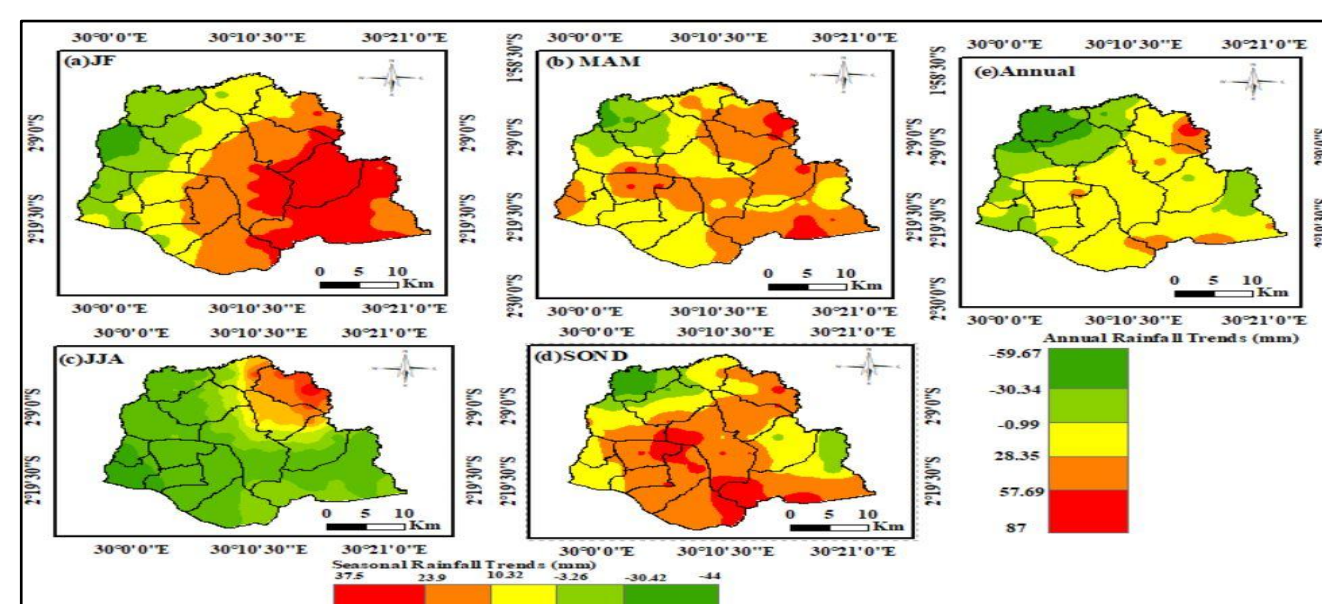 30°0'0"E 30°10'30"E 30°21'0"E 30°0'0"E 30°10'30"E 30°21'0"E
30°0'0"E 30°10'30"E 30°21'0"E
(a)JF
(b) MAM
(e)Annual
1°58'30"S
1°58'30"S
2°9'0"S
2°9'0"S
2°9'0"S
2°19'30"S
2°19'30"S
2°19'30"S
2°30'0"S
2°30'0"S
0 5 10
Km
0 5 10
Km
0 5 10
Km
30°0'0"E 30°10'30"E 30°21'0"E 30°0'0"E 30°10'30"E 30°21'0"E
30°0'0"E 30°10'30"E 30°21'0"E
30°0'0"E 30°10'30"E 30°21'0"E 30°0'0"E 30°10'30"E 30°21'0"E
Annual Rainfall Trends (mm)
-59.67
-30.34
-0.99
28.35
57.69
87
(c)JJA
(d)SOND
2°9'0"S
2°9'0"S
2°9'0"S
2°19'30"S
2°19'30"S
2°19'30"S
0 5 10
Km
0 5 10
Km
30°0'0"E 30°10'30"E 30°21'0"E 30°0'0"E 30°10'30"E 30°21'0"E
Seasonal Rainfall Trends (mm)
37.5 23.9 10.32 -3.26 -30.42 -44